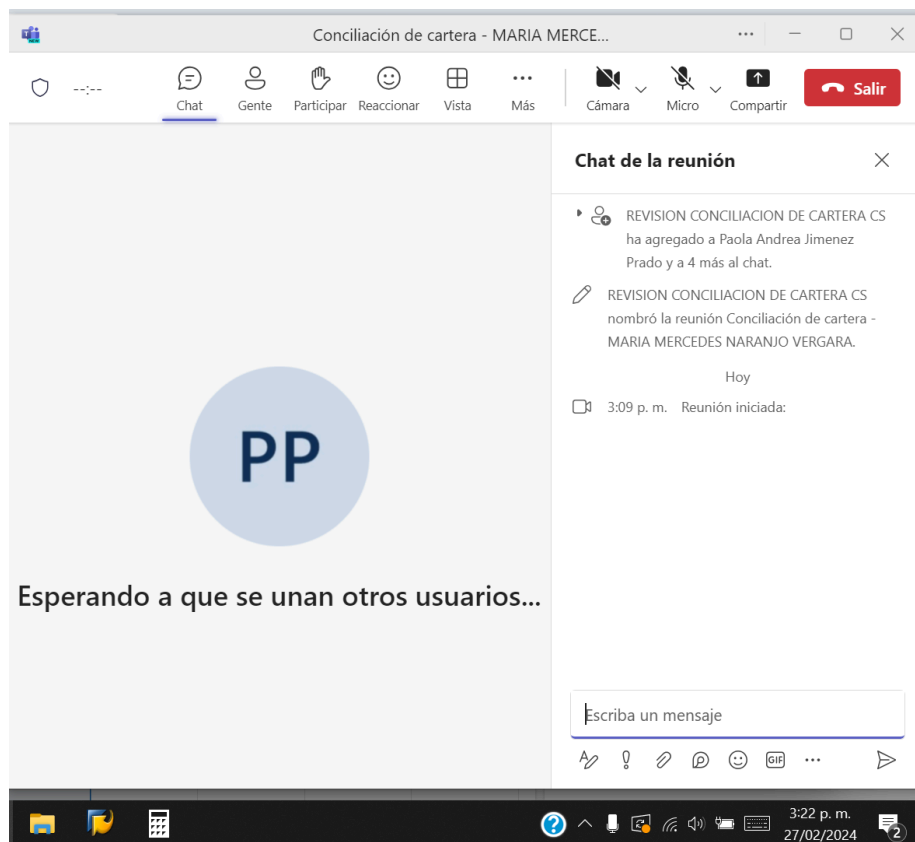 Conciliación de cartera - MARIA MERCE...
--:--
Chat
Gente
Participar
Reaccionar
Vista
Más
Cámara
Micro
Compartir
Salir
Chat de la reunión
REVISION CONCILIACION DE CARTERA CS
ha agregado a Paola Andrea Jimenez
Prado y a 4 más al chat.
REVISION CONCILIACION DE CARTERA CS
nombró la reunión Conciliación de cartera -
MARIA MERCEDES NARANJO VERGARA.
Hoy
3:09 p. m. Reunión iniciada:
PP
Esperando a que se unan otros usuarios...
Escriba un mensaje
GIF
3:22 p. m.
27/02/2024
2